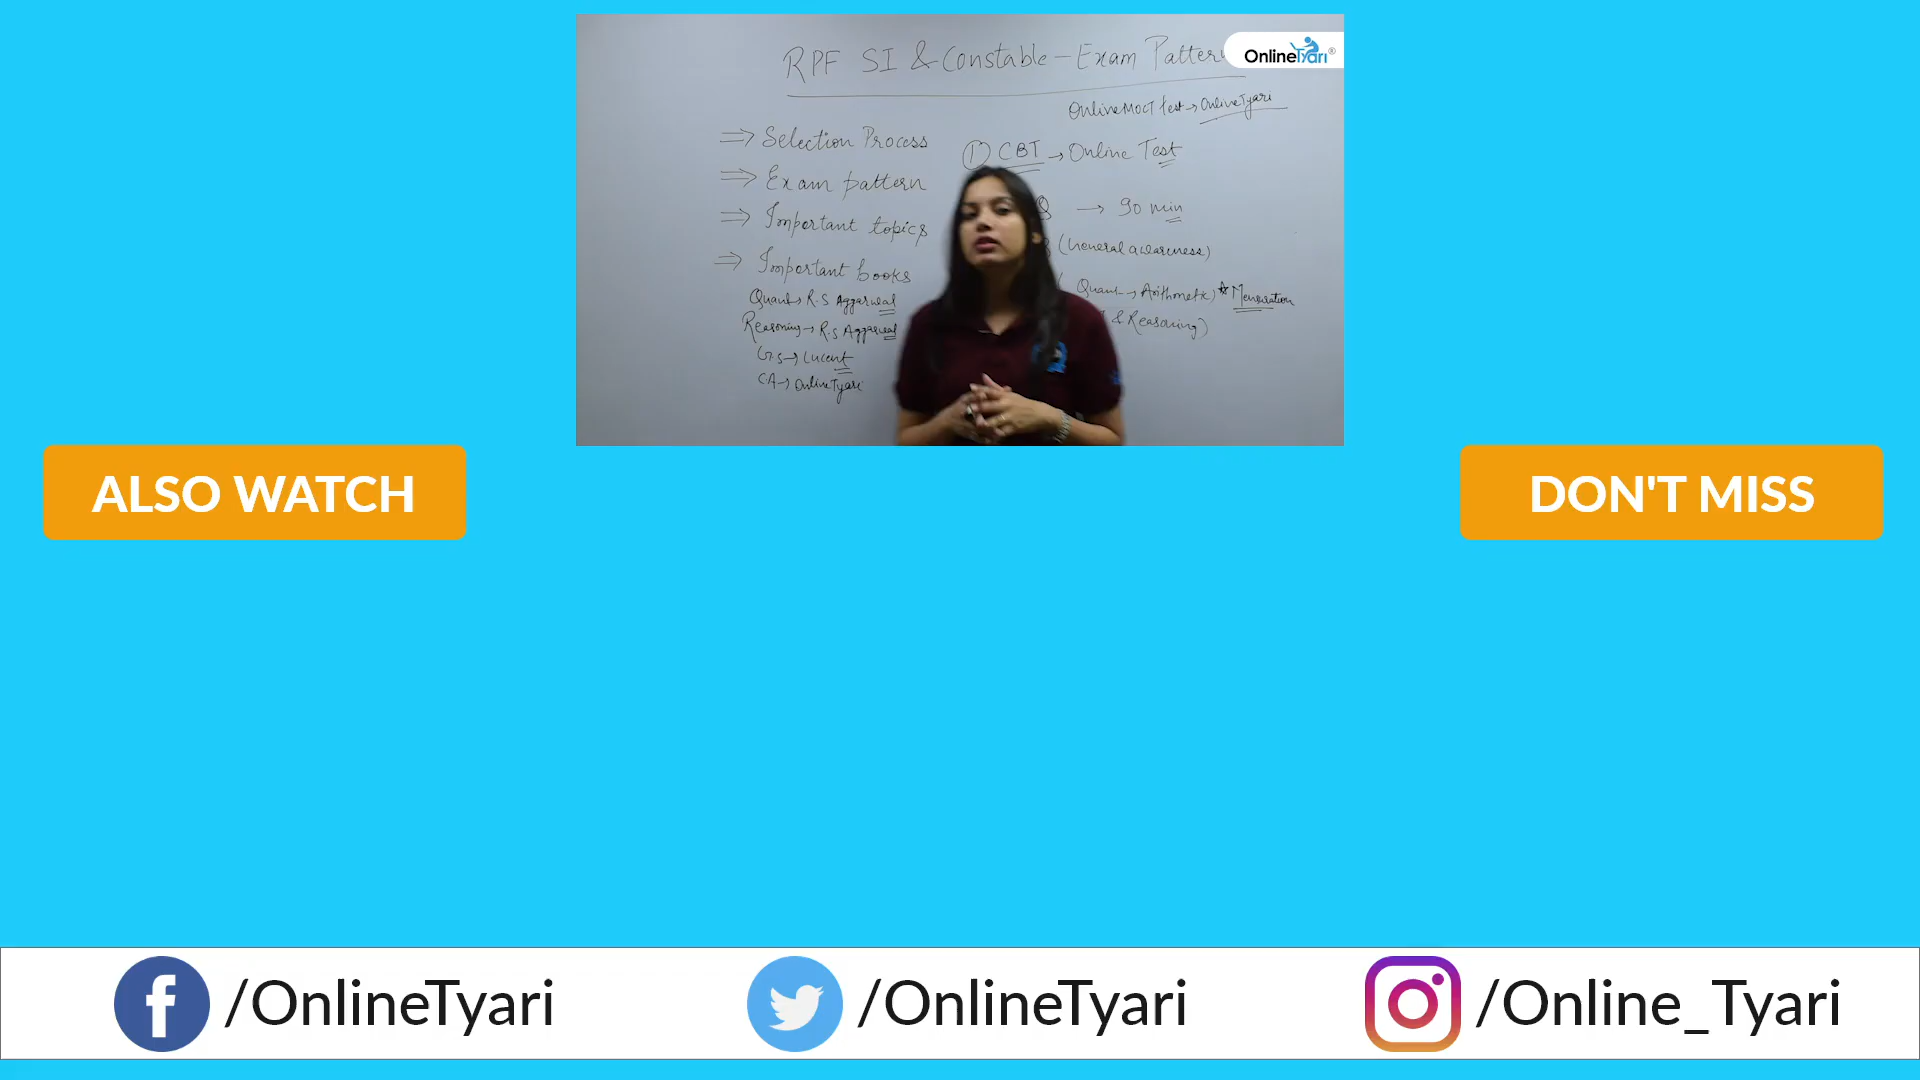 RPF SI & Constable - Exam Pattern
OnlineTyari
Online Mock Test → OnlineTyari
⇒ Selection Process
⇒ Exam pattern
⇒ Important topics
⇒ Important books
Quant → R.S Aggarwal
Reasoning → R.S Aggarwal
G.S → Lucent
CA → OnlineTyari
① CBT → Online Test
→ 90 min
(General awareness)
Quant → Arithmetic) * Mensuration
& Reasoning)
ALSO WATCH
DON'T MISS
/OnlineTyari
/OnlineTyari
/Online_Tyari